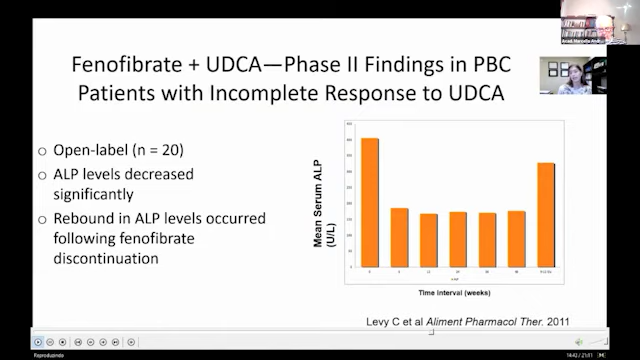 Fenofibrate + UDCA—Phase II Findings in PBC
Patients with Incomplete Response to UDCA
Open-label (n = 20)
ALP levels decreased
significantly
Rebound in ALP levels occurred
following fenofibrate
discontinuation
Mean Serum ALP
(U/L)
Time Interval (weeks)
Levy C et al Aliment Pharmacol Ther. 2011
Reproduzindo